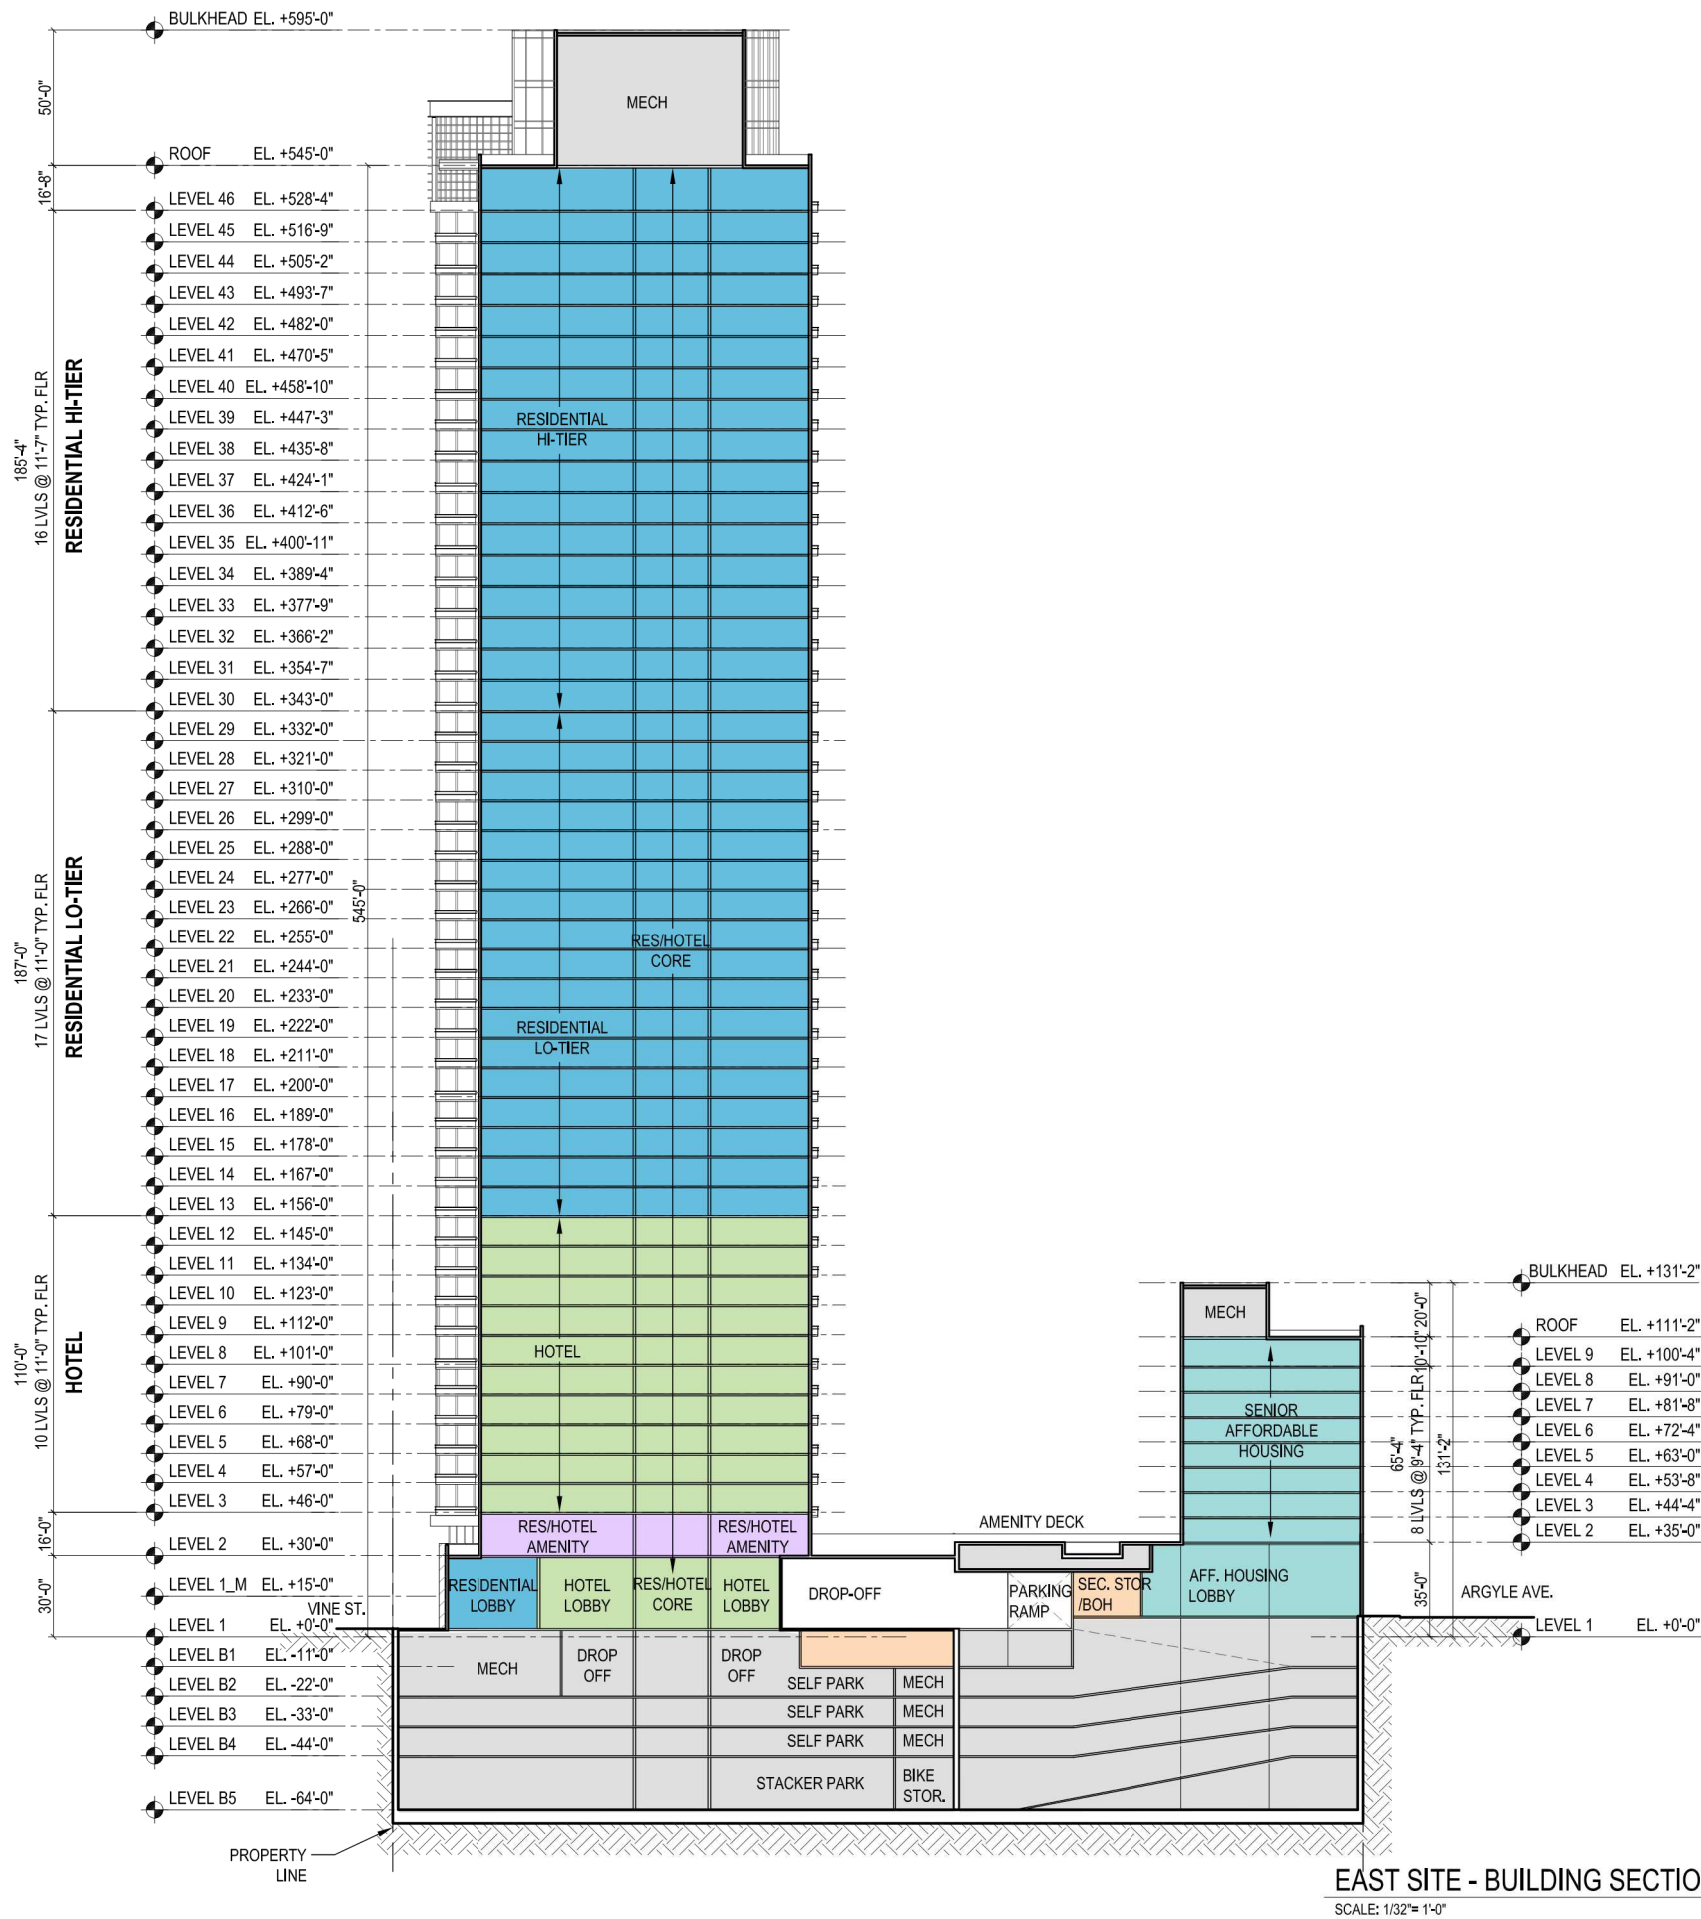 BULKHEAD EL. +595'-0"
50'-0"
MECH
ROOF EL. +545'-0"
16'-8"
LEVEL 46 EL. +528'-4"
LEVEL 45 EL. +516'-9"
LEVEL 44 EL. +505'-2"
LEVEL 43 EL. +493'-7"
LEVEL 42 EL. +482'-0"
LEVEL 41 EL. +470'-5"
LEVEL 40 EL. +458'-10"
LEVEL 39 EL. +447'-3"
LEVEL 38 EL. +435'-8"
LEVEL 37 EL. +424'-1"
LEVEL 36 EL. +412'-6"
LEVEL 35 EL. +400'-11"
LEVEL 34 EL. +389'-4"
LEVEL 33 EL. +377'-9"
LEVEL 32 EL. +366'-2"
LEVEL 31 EL. +354'-7"
LEVEL 30 EL. +343'-0"
185'-4"
16 LVLS @ 11'-7" TYP. FLR
RESIDENTIAL HI-TIER
RESIDENTIAL
HI-TIER
LEVEL 29 EL. +332'-0"
LEVEL 28 EL. +321'-0"
LEVEL 27 EL. +310'-0"
LEVEL 26 EL. +299'-0"
LEVEL 25 EL. +288'-0"
LEVEL 24 EL. +277'-0"
LEVEL 23 EL. +266'-0"
LEVEL 22 EL. +255'-0"
LEVEL 21 EL. +244'-0"
LEVEL 20 EL. +233'-0"
LEVEL 19 EL. +222'-0"
LEVEL 18 EL. +211'-0"
LEVEL 17 EL. +200'-0"
LEVEL 16 EL. +189'-0"
LEVEL 15 EL. +178'-0"
LEVEL 14 EL. +167'-0"
LEVEL 13 EL. +156'-0"
187'-0"
17 LVLS @ 11'-0" TYP. FLR
RESIDENTIAL LO-TIER
545'-0"
RES/HOTEL
CORE
RESIDENTIAL
LO-TIER
LEVEL 12 EL. +145'-0"
LEVEL 11 EL. +134'-0"
LEVEL 10 EL. +123'-0"
LEVEL 9 EL. +112'-0"
LEVEL 8 EL. +101'-0"
LEVEL 7 EL. +90'-0"
LEVEL 6 EL. +79'-0"
LEVEL 5 EL. +68'-0"
LEVEL 4 EL. +57'-0"
LEVEL 3 EL. +46'-0"
110'-0"
10 LVLS @ 11'-0" TYP. FLR
HOTEL
HOTEL
16'-0"
LEVEL 2 EL. +30'-0"
LEVEL 1_M EL. +15'-0"
30'-0"
VINE ST.
LEVEL 1 EL. +0'-0"
LEVEL B1 EL. -11'-0"
LEVEL B2 EL. -22'-0"
LEVEL B3 EL. -33'-0"
LEVEL B4 EL. -44'-0"
LEVEL B5 EL. -64'-0"
PROPERTY
LINE
RES/HOTEL
AMENITY
RES/HOTEL
AMENITY
RESIDENTIAL
LOBBY
HOTEL
LOBBY
RES/HOTEL
CORE
HOTEL
LOBBY
DROP-OFF
AMENITY DECK
PARKING
RAMP
SEC. STOR
/BOH
AFF. HOUSING
LOBBY
MECH
DROP
OFF
DROP
OFF
SELF PARK MECH
SELF PARK MECH
SELF PARK MECH
STACKER PARK
BIKE
STOR.
MECH
SENIOR
AFFORDABLE
HOUSING
20'-0"
10'-10"
65'-4"
8 LVLS @ 9'-4" TYP. FLR
131'-2"
35'-0"
BULKHEAD EL. +131'-2"
ROOF EL. +111'-2"
LEVEL 9 EL. +100'-4"
LEVEL 8 EL. +91'-0"
LEVEL 7 EL. +81'-8"
LEVEL 6 EL. +72'-4"
LEVEL 5 EL. +63'-0"
LEVEL 4 EL. +53'-8"
LEVEL 3 EL. +44'-4"
LEVEL 2 EL. +35'-0"
ARGYLE AVE.
LEVEL 1 EL. +0'-0"
EAST SITE - BUILDING SECTIO
SCALE: 1/32"= 1'-0"